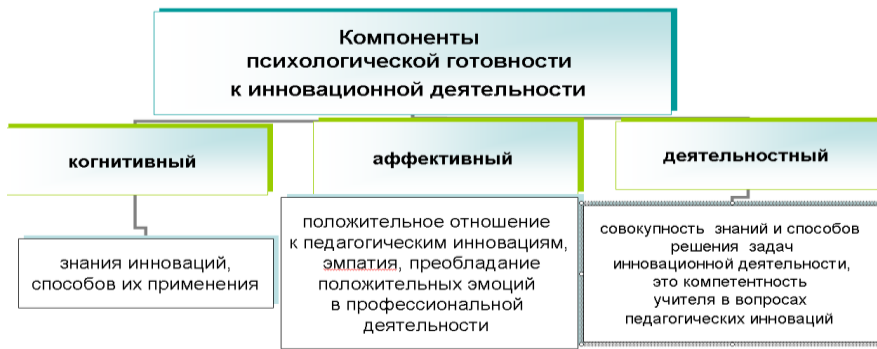 Компоненты
психологической готовности
к инновационной деятельности
когнитивный
аффективный
деятельностный
знания инноваций,
способов их применения
положительное отношение
к педагогическим инновациям,
эмпатия, преобладание
положительных эмоций
в профессиональной
деятельности
совокупность знаний и способов
решения задач
инновационной деятельности,
это компетентность
учителя в вопросах
педагогических инноваций